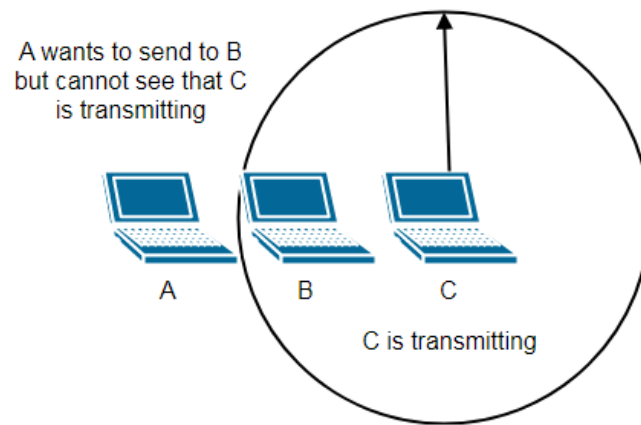 A wants to send to B
but cannot see that C
is transmitting
A
B
C
C is transmitting